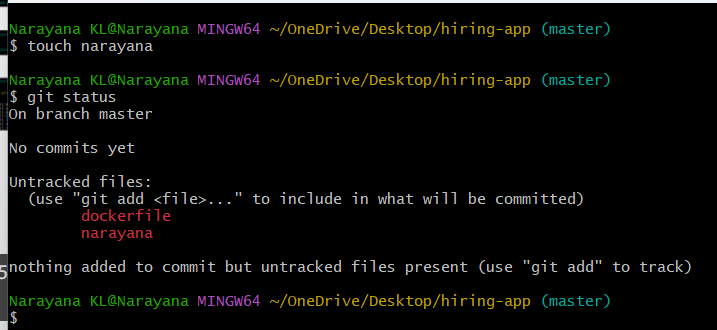 Narayana KL@Narayana MINGW64 ~/OneDrive/Desktop/hiring-app (master)
$ touch narayana
Narayana KL@Narayana MINGW64 ~/OneDrive/Desktop/hiring-app (master)
$ git status
On branch master
No commits yet
Untracked files:
  (use "git add <file>..." to include in what will be committed)
        dockerfile
        narayana
nothing added to commit but untracked files present (use "git add" to track)
Narayana KL@Narayana MINGW64 ~/OneDrive/Desktop/hiring-app (master)
$